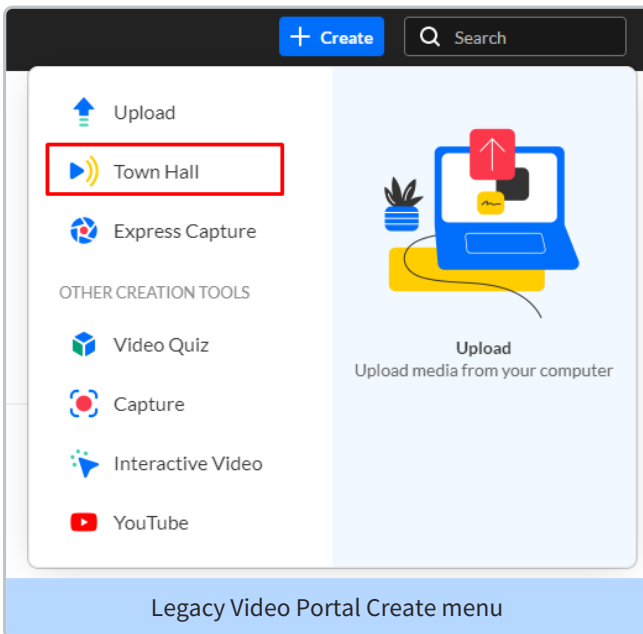 + Create
Search
Upload
Town Hall
Express Capture
OTHER CREATION TOOLS
Video Quiz
Capture
Interactive Video
YouTube
Upload
Upload media from your computer
Legacy Video Portal Create menu